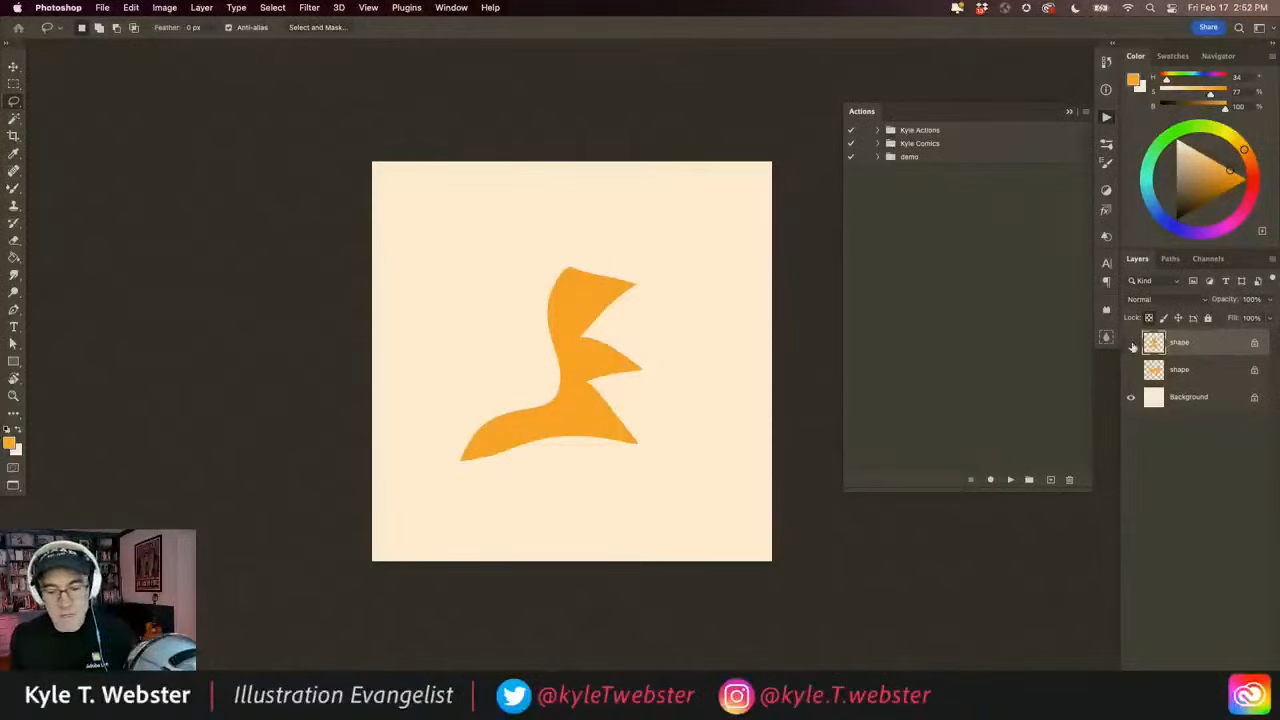 Photoshop File Edit Image Layer Type Select Filter 3D View Plugins Window Help
Fri Feb 17 2:52 PM
Feather: 0 px Anti-alias Select and Mask... Share
Color Swatches Navigator
H 34 °
S 77 %
B 100 %
Actions
Kyle Actions
Kyle Comics
demo
Layers Paths Channels
Kind
Normal Opacity: 100%
Lock: Fill: 100%
shape
shape
Background
Kyle T. Webster | Illustration Evangelist | @kyleTwebster @kyle.T.webster